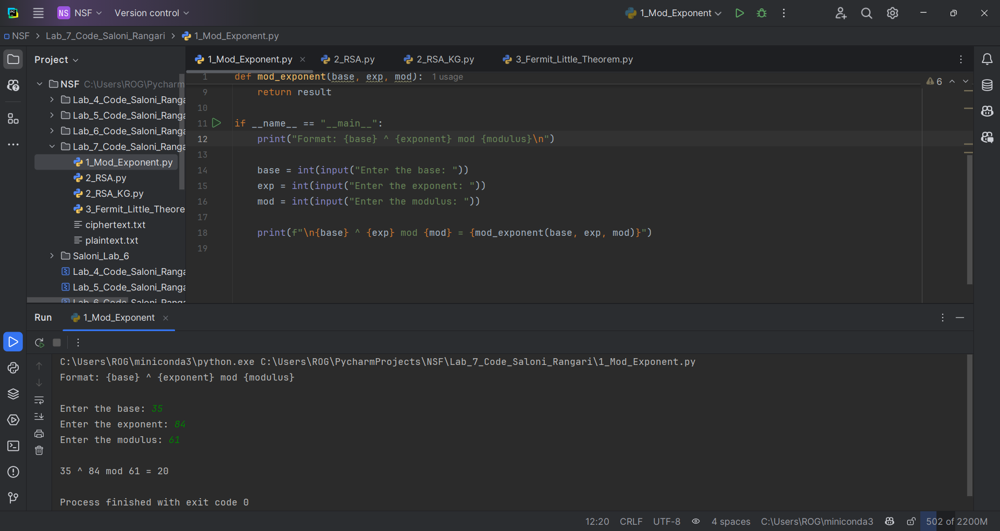 NS NSF Version control 1_Mod_Exponent
NSF Lab_7_Code_Saloni_Rangari 1_Mod_Exponent.py
Project
NSF C:\Users\ROG\Pycharm
Lab_4_Code_Saloni_Ranga
Lab_5_Code_Saloni_Ranga
Lab_6_Code_Saloni_Ranga
Lab_7_Code_Saloni_Ranga
1_Mod_Exponent.py
2_RSA.py
2_RSA_KG.py
3_Fermit_Little_Theore
ciphertext.txt
plaintext.txt
Saloni_Lab_6
Lab_4_Code_Saloni_Ranga
Lab_5_Code_Saloni_Ranga
Lab_6_Code_Saloni_Ranga
1_Mod_Exponent.py 2_RSA.py 2_RSA_KG.py 3_Fermit_Little_Theorem.py
1 def mod_exponent(base, exp, mod): 1 usage
6
9 return result
10
11 if __name__ == "__main__":
12 print("Format: {base} ^ {exponent} mod {modulus}\n")
13
14 base = int(input("Enter the base: "))
15 exp = int(input("Enter the exponent: "))
16 mod = int(input("Enter the modulus: "))
17
18 print(f"\n{base} ^ {exp} mod {mod} = {mod_exponent(base, exp, mod)}")
19
Run 1_Mod_Exponent
C:\Users\ROG\miniconda3\python.exe C:\Users\ROG\PycharmProjects\NSF\Lab_7_Code_Saloni_Rangari\1_Mod_Exponent.py
Format: {base} ^ {exponent} mod {modulus}
Enter the base: 35
Enter the exponent: 84
Enter the modulus: 61
35 ^ 84 mod 61 = 20
Process finished with exit code 0
12:20 CRLF UTF-8 4 spaces C:\Users\ROG\miniconda3 502 of 2200M